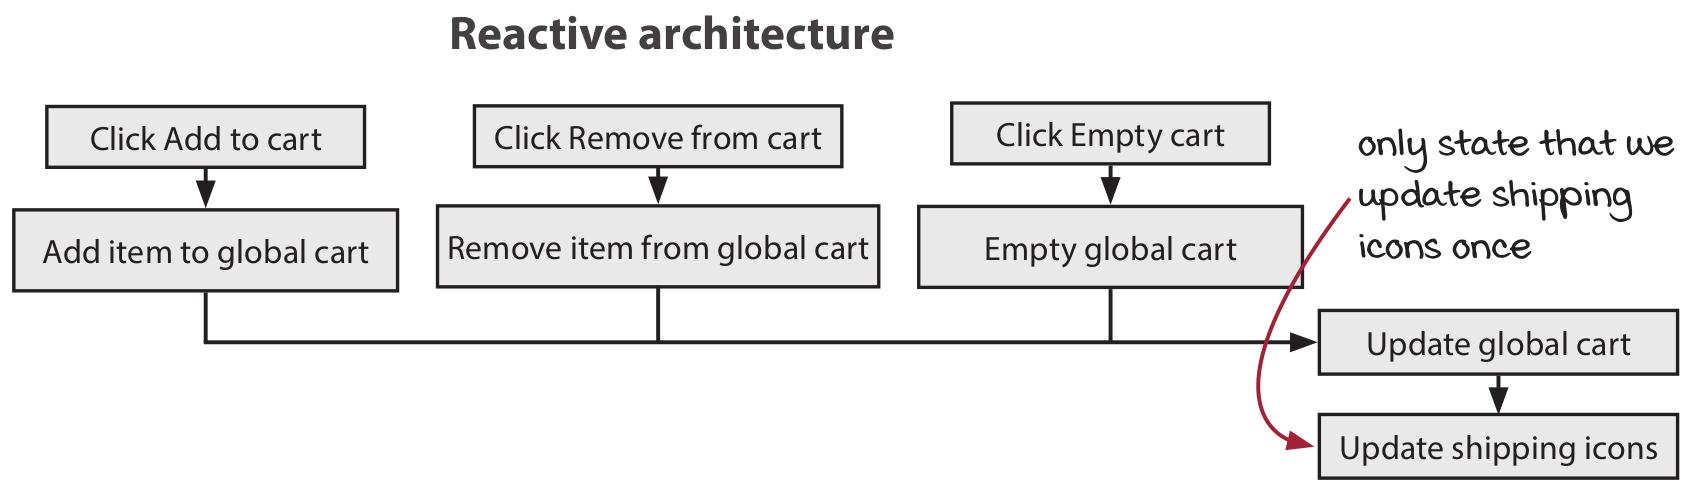 Reactive architecture
Click Add to cart
Click Remove from cart
Click Empty cart
only state that we
update shipping
icons once
Add item to global cart
Remove item from global cart
Empty global cart
Update global cart
Update shipping icons